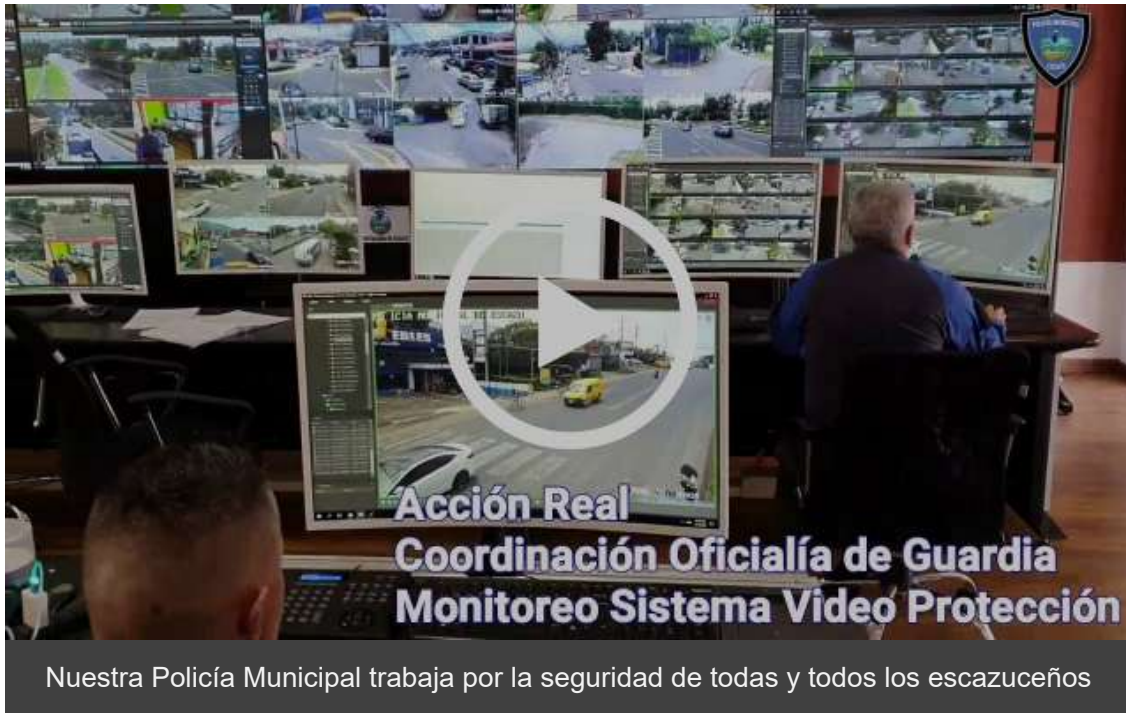 Acción Real
Coordinación Oficialía de Guardia
Monitoreo Sistema Video Protección
Nuestra Policía Municipal trabaja por la seguridad de todas y todos los escazuceños